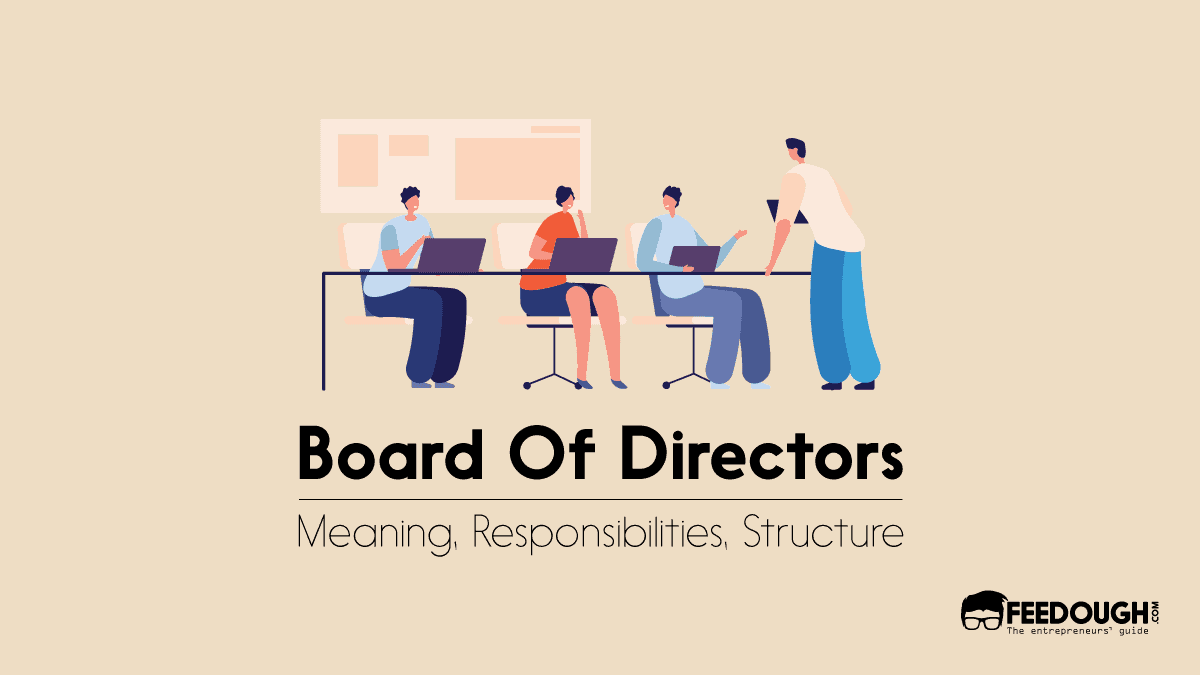 Board Of Directors
Meaning, Responsibilities, Structure
FEEDOUGH.COM
The entrepreneurs' guide